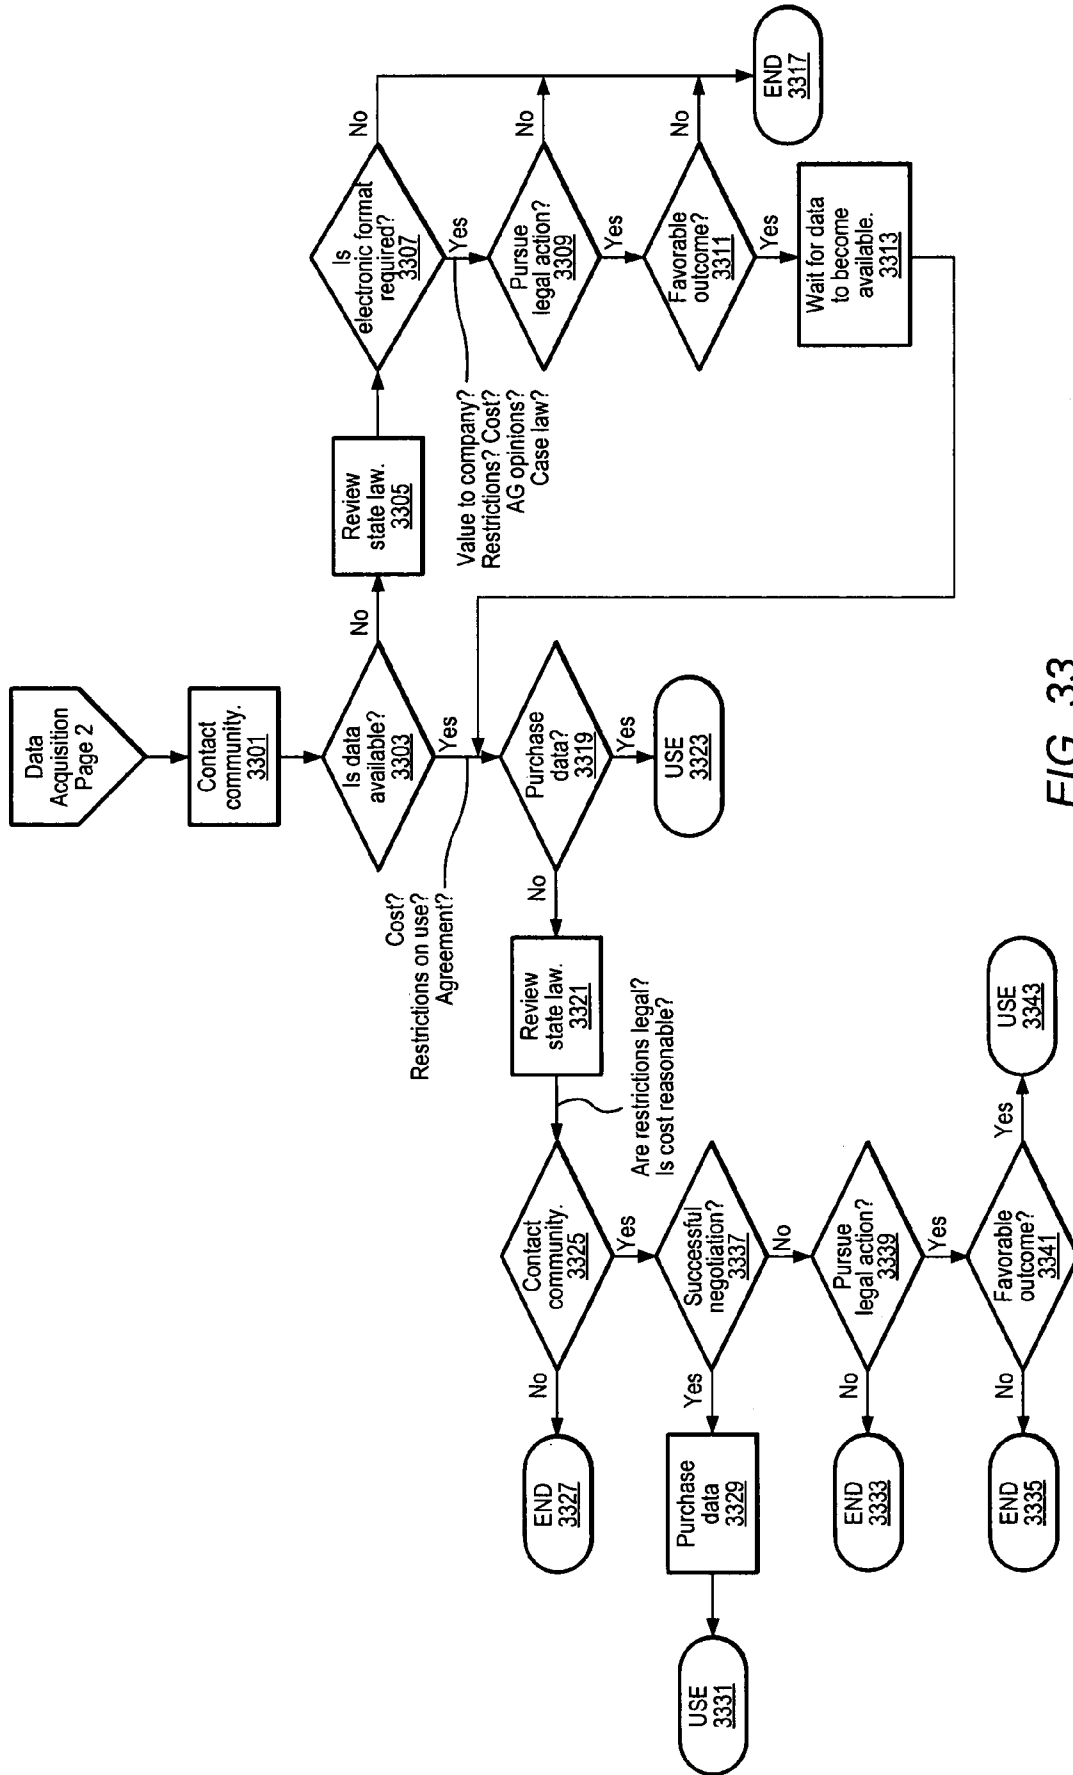 Data
Acquisition
Page 2
Contact
community.
3301
Is data
available?
3303
No
Yes
Review
state law.
3305
Is
electronic format
required?
3307
No
Yes
Value to company?
Restrictions? Cost?
AG opinions?
Case law?
Pursue
legal action?
3309
No
Yes
Favorable
outcome?
3311
No
Yes
Wait for data
to become
available.
3313
END
3317
Cost?
Restrictions on use?
Agreement?
Purchase
data?
3319
No
Yes
USE
3323
Review
state law.
3321
Are restrictions legal?
Is cost reasonable?
Contact
community.
3325
No
Yes
END
3327
Successful
negotiation?
3337
Yes
No
Purchase
data
3329
USE
3331
Pursue
legal action?
3339
No
Yes
END
3333
Favorable
outcome?
3341
No
Yes
END
3335
USE
3343
FIG. 33